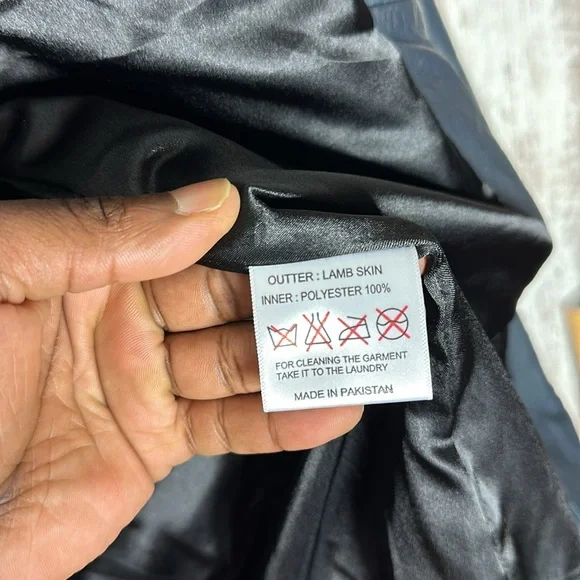 OUTTER : LAMB SKIN
INNER : POLYESTER 100%
FOR CLEANING THE GARMENT
TAKE IT TO THE LAUNDRY
MADE IN PAKISTAN